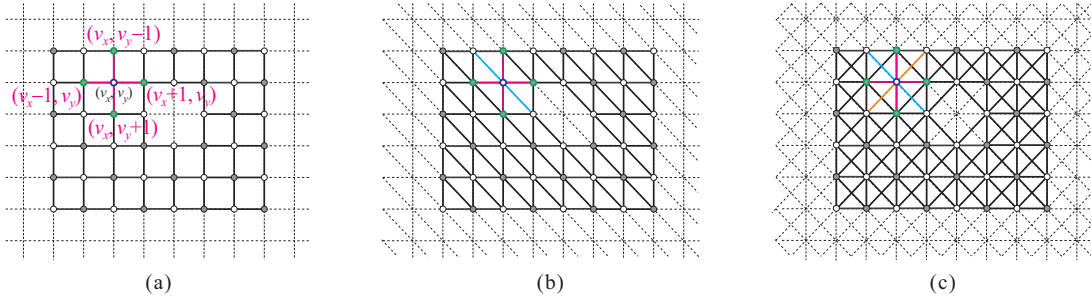 (vx, vy−1)
(vx−1, vy)
(vx, vy)
(vx+1, vy)
(vx, vy+1)
(a)
(b)
(c)